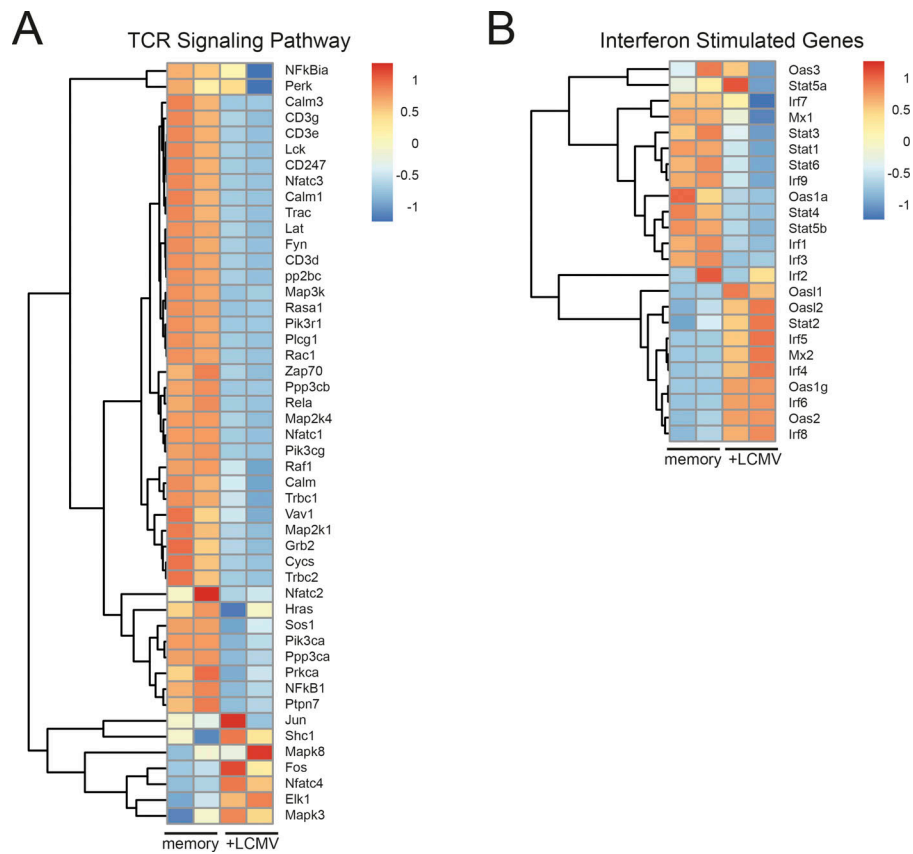 A
TCR Signaling Pathway
NFkBia
Perk
Calm3
CD3g
CD3e
Lck
CD247
Nfatc3
Calm1
Trac
Lat
Fyn
CD3d
pp2bc
Map3k
Rasa1
Pik3r1
Plcg1
Rac1
Zap70
Ppp3cb
Rela
Map2k4
Nfatc1
Pik3cg
Raf1
Calm
Trbc1
Vav1
Map2k1
Grb2
Cycs
Trbc2
Nfatc2
Hras
Sos1
Pik3ca
Ppp3ca
Prkca
NFkB1
Ptpn7
Jun
Shc1
Mapk8
Fos
Nfatc4
Elk1
Mapk3
1
0.5
0
-0.5
-1
memory +LCMV
B
Interferon Stimulated Genes
Oas3
Stat5a
Irf7
Mx1
Stat3
Stat1
Stat6
Irf9
Oas1a
Stat4
Stat5b
Irf1
Irf3
Irf2
Oasl1
Oasl2
Stat2
Irf5
Mx2
Irf4
Oas1g
Irf6
Oas2
Irf8
1
0.5
0
-0.5
-1
memory +LCMV